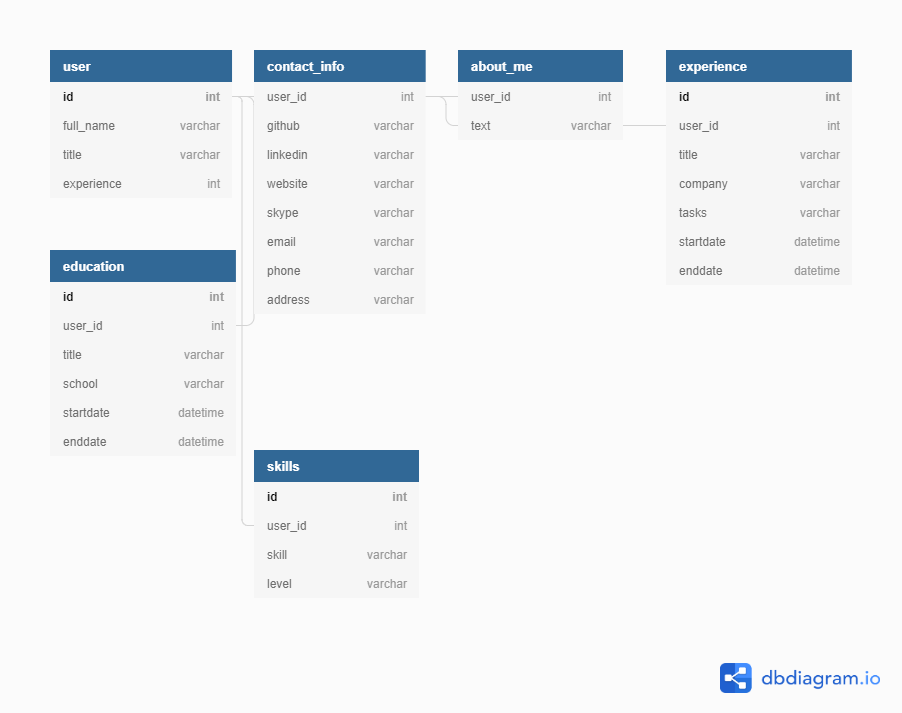 user
id int
full_name varchar
title varchar
experience int
contact_info
user_id int
github varchar
linkedin varchar
website varchar
skype varchar
email varchar
phone varchar
address varchar
about_me
user_id int
text varchar
experience
id int
user_id int
title varchar
company varchar
tasks varchar
startdate datetime
enddate datetime
education
id int
user_id int
title varchar
school varchar
startdate datetime
enddate datetime
skills
id int
user_id int
skill varchar
level varchar
dbdiagram.io